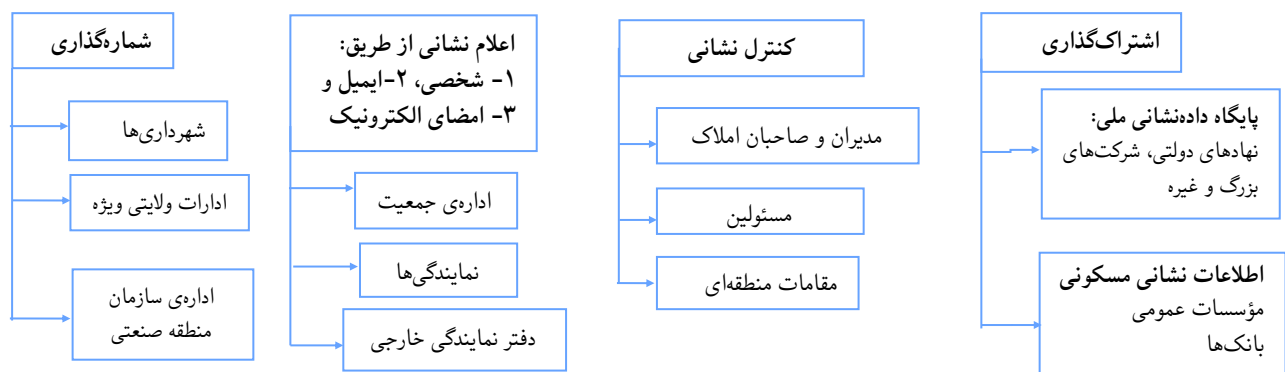 اشتراک‌گذاری
پایگاه داده‌نشانی ملی:
نهادهای دولتی، شرکت‌های
بزرگ و غیره
اطلاعات نشانی مسکونی
مؤسسات عمومی
بانک‌ها
کنترل نشانی
مدیران و صاحبان املاک
مسئولین
مقامات منطقه‌ای
اعلام نشانی از طریق:
۱- شخصی، ۲-ایمیل و
۳- امضای الکترونیک
اداره‌ی جمعیت
نمایندگی‌ها
دفتر نمایندگی خارجی
شماره‌گذاری
شهرداری‌ها
ادارات ولایتی ویژه
اداره‌ی سازمان
منطقه صنعتی